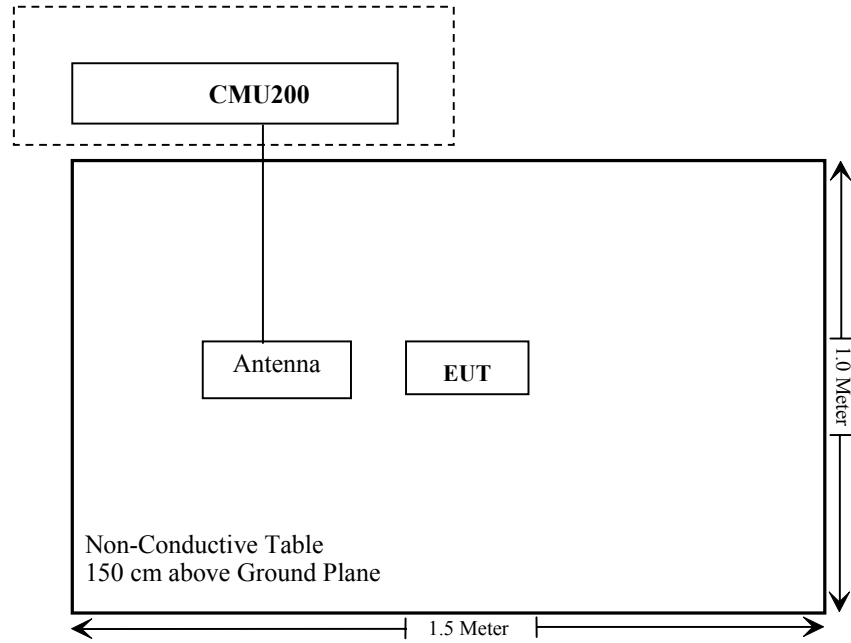 CMU200
Antenna
EUT
1.0 Meter
Non-Conductive Table
150 cm above Ground Plane
1.5 Meter